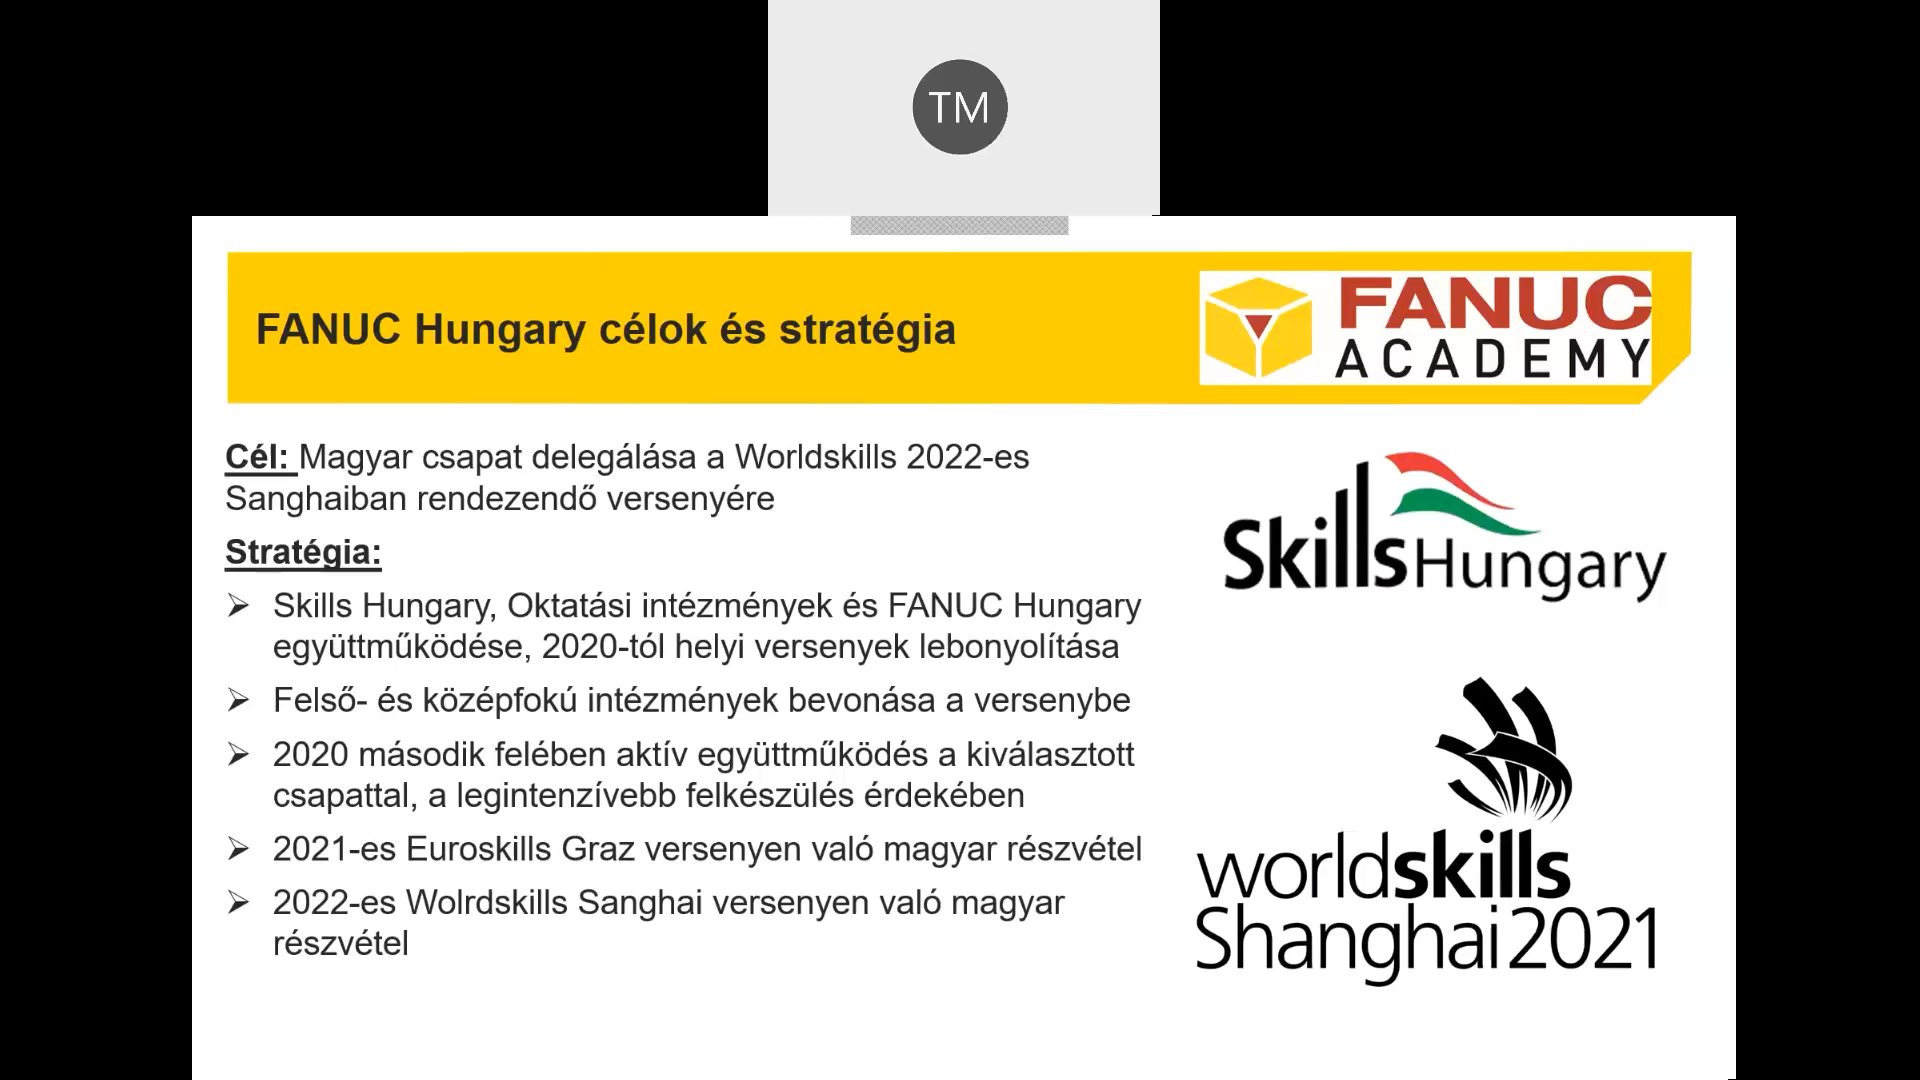 TM
FANUC Hungary célok és stratégia
FANUC
ACADEMY
Cél: Magyar csapat delegálása a Worldskills 2022-es
Sanghaiban rendezendő versenyére
Stratégia:
Skills Hungary, Oktatási intézmények és FANUC Hungary
együttműködése, 2020-tól helyi versenyek lebonyolítása
Felső- és középfokú intézmények bevonása a versenybe
2020 második felében aktív együttműködés a kiválasztott
csapattal, a legintenzívebb felkészülés érdekében
2021-es Euroskills Graz versenyen való magyar részvétel
2022-es Wolrdskills Sanghai versenyen való magyar
részvétel
SkillsHungary
worldskills
Shanghai 2021